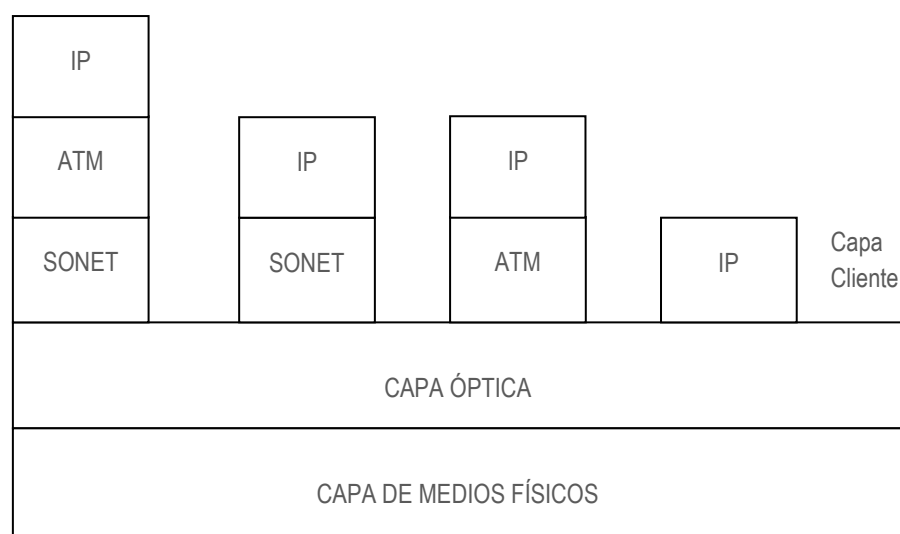 IP
ATM
IP
IP
SONET
SONET
ATM
IP
Capa
Cliente
CAPA ÓPTICA
CAPA DE MEDIOS FÍSICOS